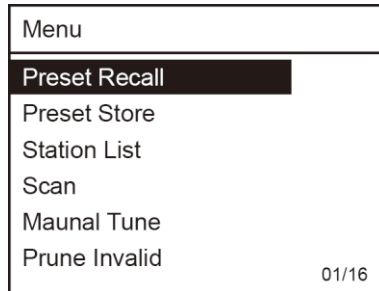 Menu
Preset Recall
Preset Store
Station List
Scan
Maunal Tune
Prune Invalid
01/16